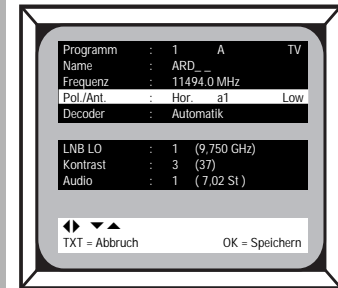 Programm : 1 A TV
Name : ARD_ _
Frequenz : 11494.0 MHz
Pol./Ant. : Hor. a1 Low
Decoder : Automatik
LNB LO : 1 (9,750 GHz)
Kontrast : 3 (37)
Audio : 1 ( 7,02 St )
TXT = Abbruch OK = Speichern